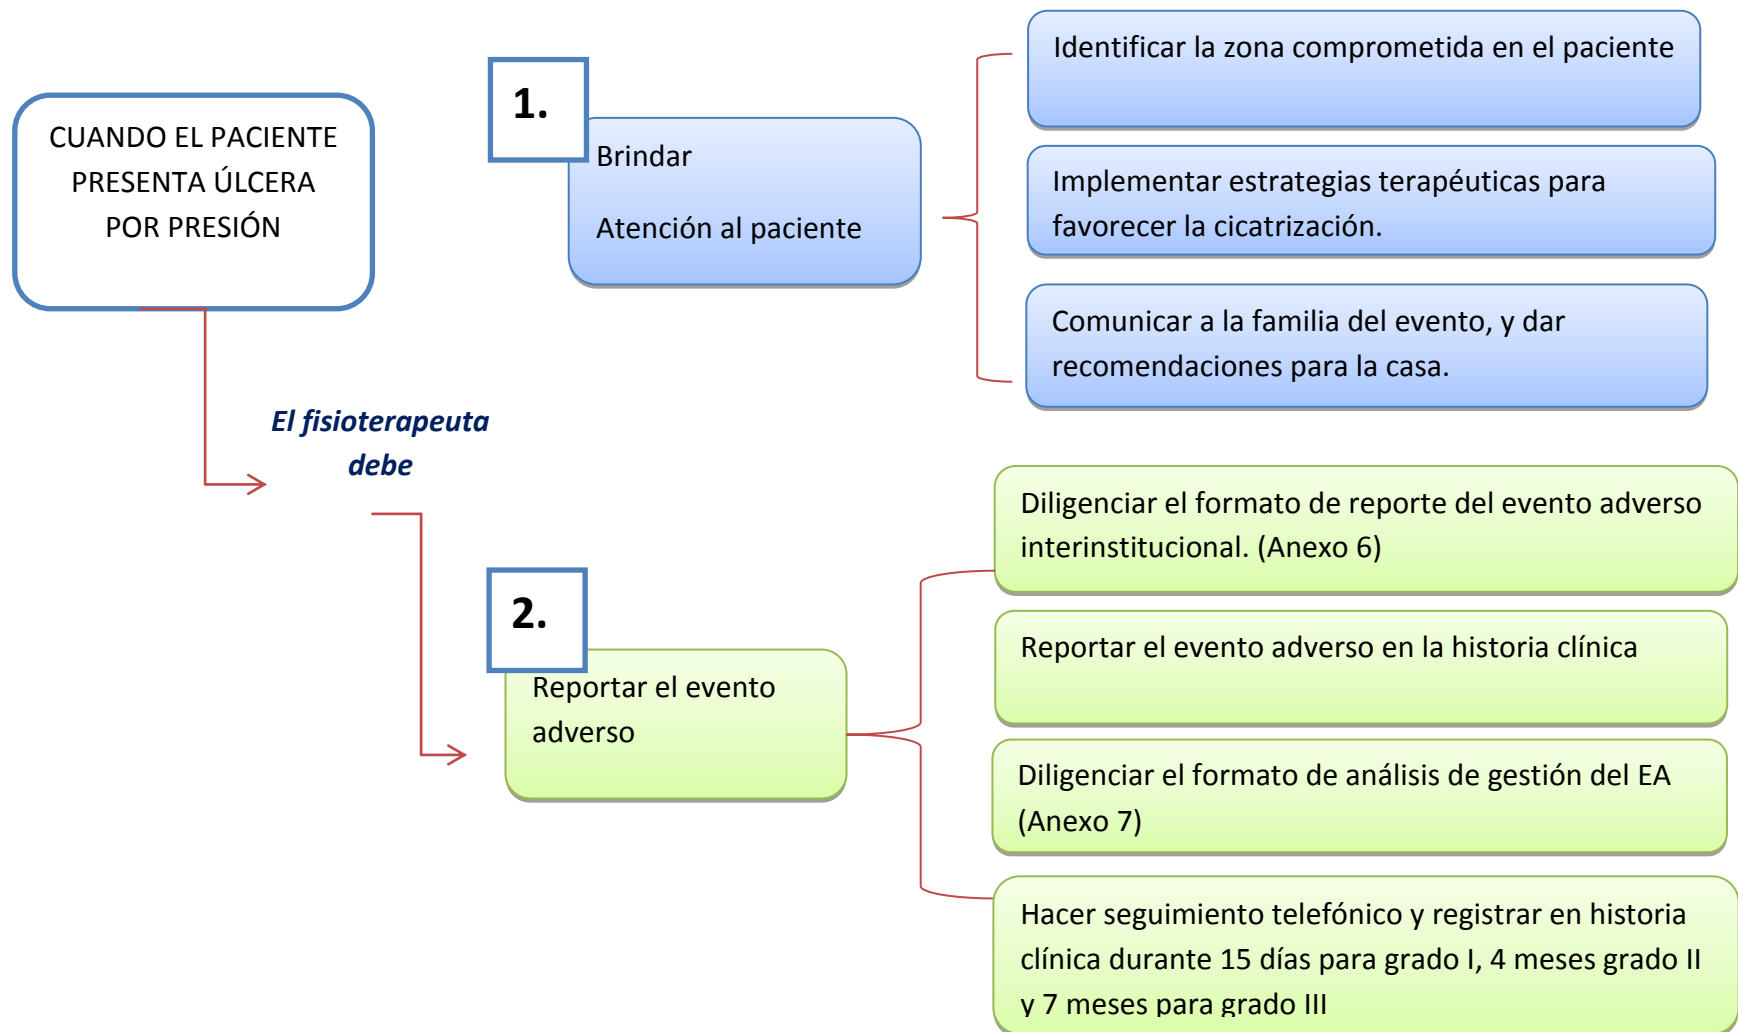 CUANDO EL PACIENTE
PRESENTA ÚLCERA
POR PRESIÓN
El fisioterapeuta
debe
1.
Brindar
Atención al paciente
Identificar la zona comprometida en el paciente
Implementar estrategias terapéuticas para
favorecer la cicatrización.
Comunicar a la familia del evento, y dar
recomendaciones para la casa.
2.
Reportar el evento
adverso
Diligenciar el formato de reporte del evento adverso
interinstitucional. (Anexo 6)
Reportar el evento adverso en la historia clínica
Diligenciar el formato de análisis de gestión del EA
(Anexo 7)
Hacer seguimiento telefónico y registrar en historia
clínica durante 15 días para grado I, 4 meses grado II
y 7 meses para grado III